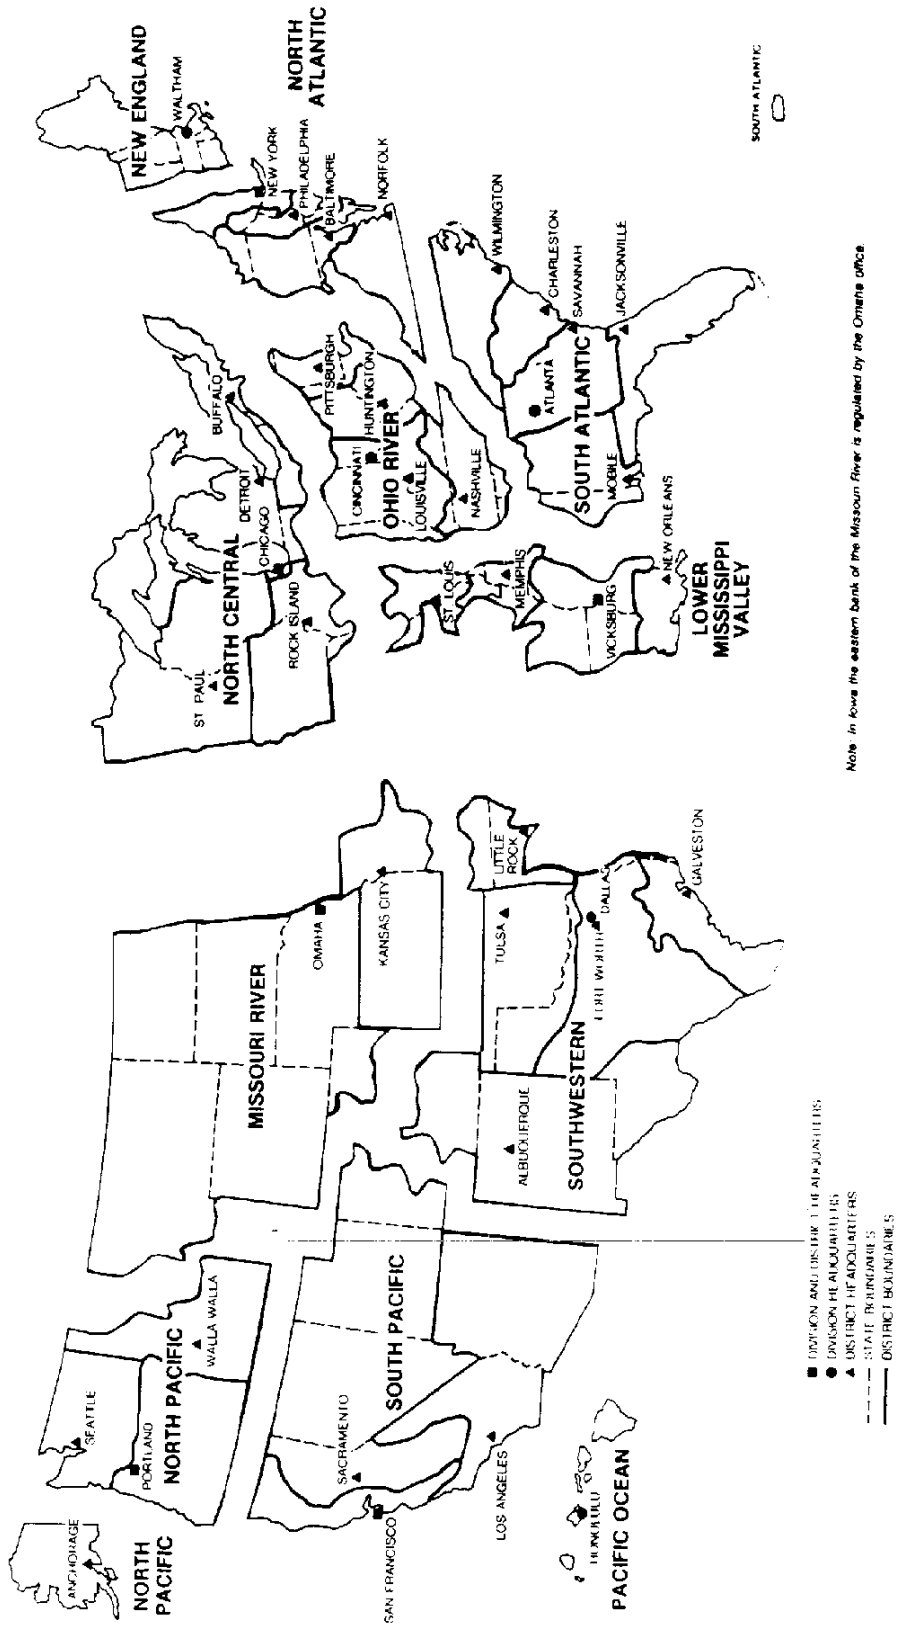 NORTH
PACIFIC
ANCHORAGE
SEATTLE
PORTLAND
NORTH PACIFIC
WALLA WALLA
SAN FRANCISCO
SACRAMENTO
LOS ANGELES
SOUTH PACIFIC
HONOLULU
PACIFIC OCEAN
MISSOURI RIVER
OMAHA
KANSAS CITY
ALBUQUERQUE
SOUTHWESTERN
TULSA
FORT WORTH
DALLAS
LITTLE
ROCK
GALVESTON
ST PAUL
NORTH CENTRAL
ROCK ISLAND
CHICAGO
DETROIT
BUFFALO
ST LOUIS
MEMPHIS
VICKSBURG
NEW ORLEANS
LOWER
MISSISSIPPI
VALLEY
CINCINNATI
OHIO RIVER
LOUISVILLE
HUNTINGTON
PITTSBURGH
NASHVILLE
MOBILE
SOUTH ATLANTIC
ATLANTA
JACKSONVILLE
SAVANNAH
CHARLESTON
WILMINGTON
NORFOLK
BALTIMORE
PHILADELPHIA
NEW YORK
NORTH
ATLANTIC
NEW ENGLAND
WALTHAM
SOUTH ATLANTIC
DIVISION AND DISTRICT HEADQUARTERS
DIVISION HEADQUARTERS
DISTRICT HEADQUARTERS
STATE BOUNDARIES
DISTRICT BOUNDARIES
Note: In Iowa the eastern bank of the Missouri River is regulated by the Omaha office.